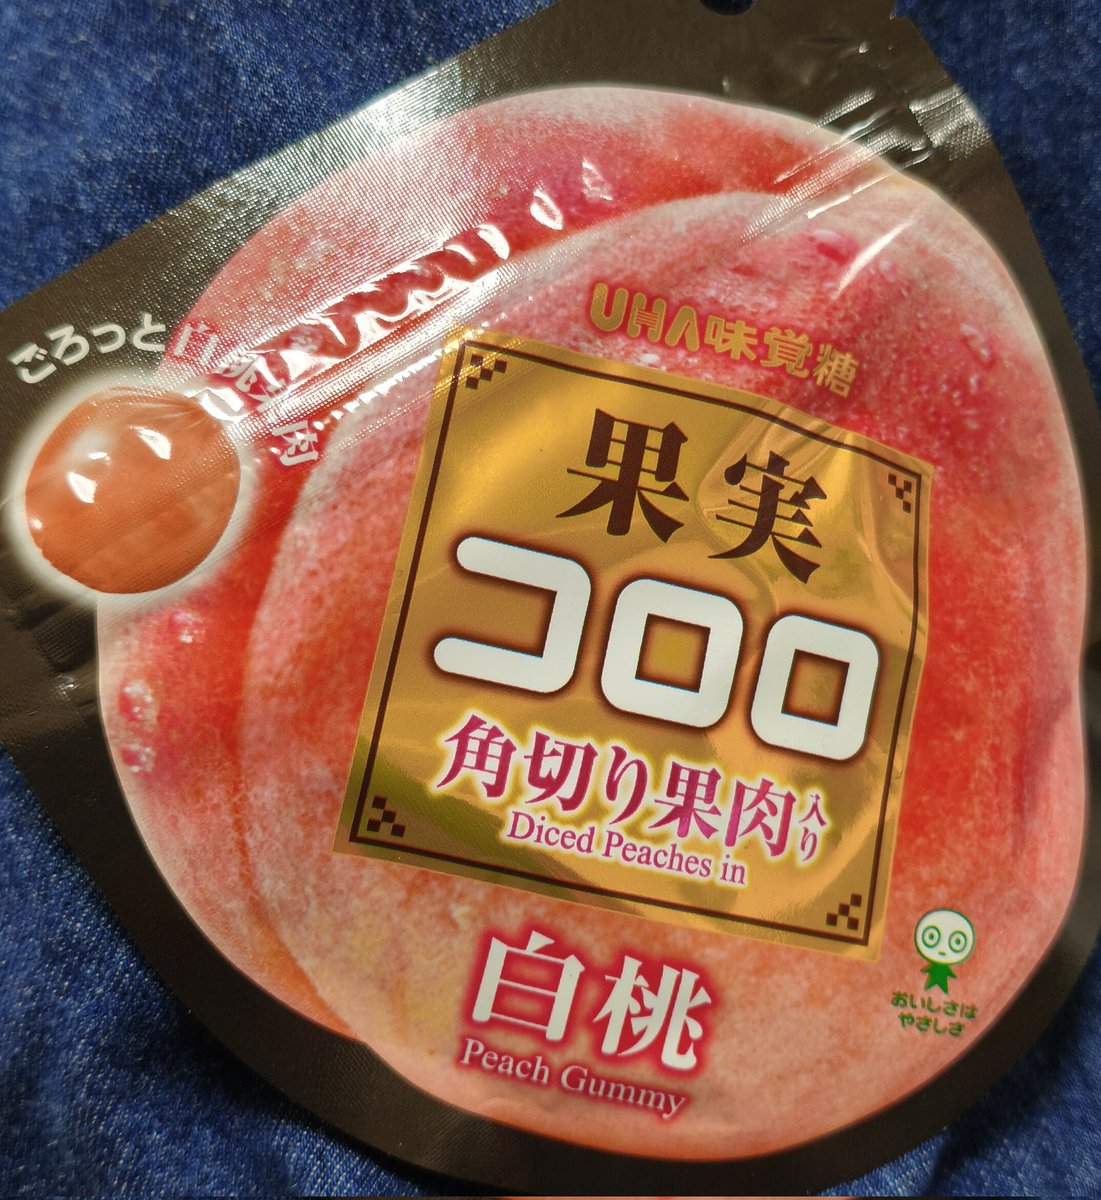 UHA味覚糖
ごろっと白桃果肉
果実
コロロ
角切り果肉入り
Diced Peaches in
白桃
Peach Gummy
おいしさは
やさしさ